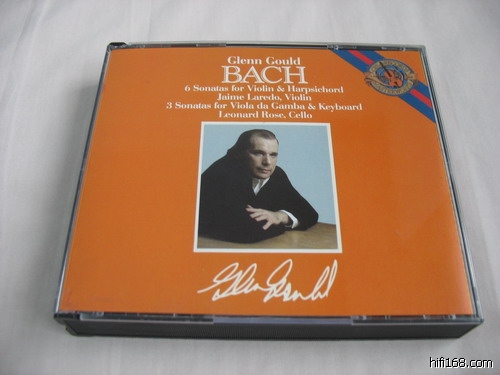 Glenn Gould
BACH
6 Sonatas for Violin & Harpsichord
Jaime Laredo, Violin
3 Sonatas for Viola da Gamba & Keyboard
Leonard Rose, Cello
Glenn Gould
hifi168.com